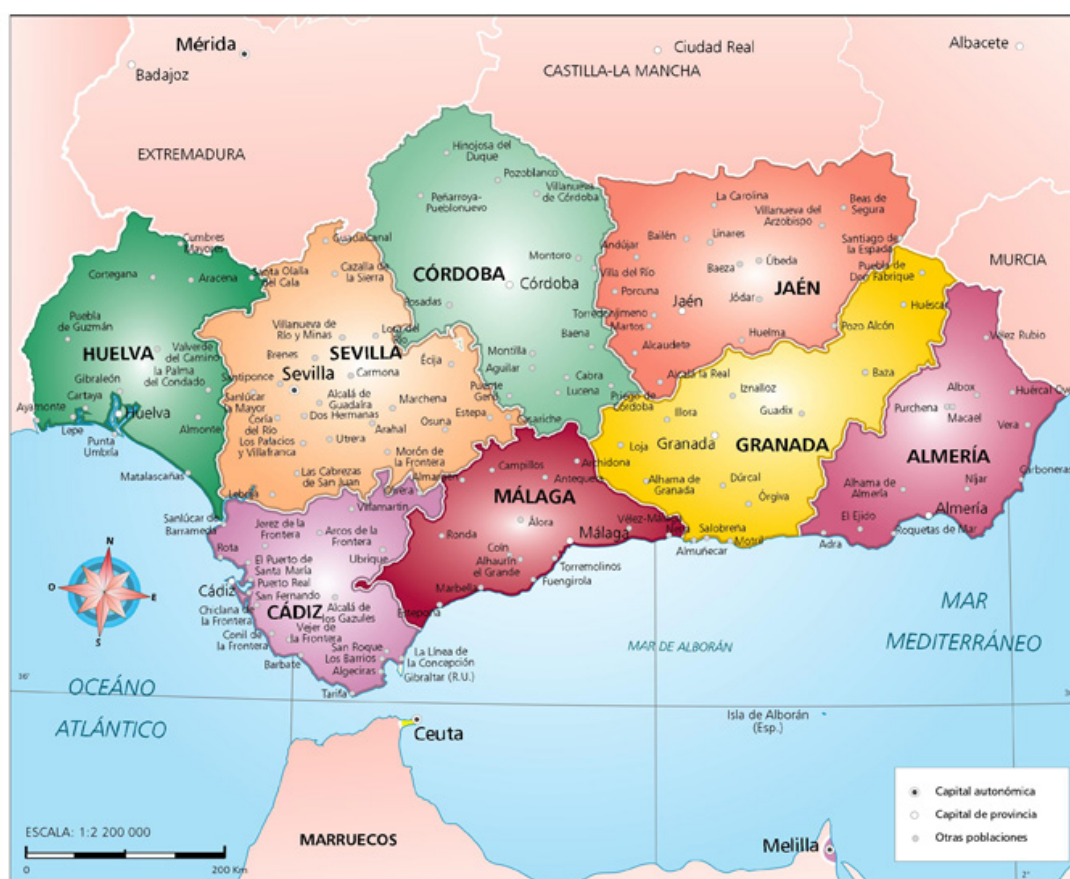 Mérida
Badajoz
Ciudad Real
Albacete
CASTILLA-LA MANCHA
EXTREMADURA
MURCIA
Hinojosa del
Duque
Pozoblanco
Peñarroya-
Pueblonuevo
Villanueva
de Córdoba
Montoro
CÓRDOBA
Córdoba
Villa del Río
Posadas
Baena
Montilla
Aguilar
Cabra
Lucena
Priego de
Córdoba
Puente
Genil
La Carolina
Beas de
Segura
Villanueva del
Arzobispo
Bailén
Linares
Andújar
Santiago de
la Espada
Baeza
Úbeda
Porcuna
Jaén
JAÉN
Jódar
Torredonjimeno
Martos
Huelma
Pozo Alcón
Alcaudete
Alcalá la Real
Cumbres
Mayores
Cortegana
Aracena
Santa Olalla
del Cala
Puebla
de Guzmán
HUELVA
Valverde
del Camino
la Palma
del Condado
Gibraleón
Cartaya
Ayamonte
Huelva
Lepe
Punta
Umbría
Almonte
Matalascañas
Guadalcanal
Cazalla de
la Sierra
Villanueva de
Río y Minas
Lora del
Río
Brenes
SEVILLA
Sevilla
Écija
Santiponce
Carmona
Sanlúcar
la Mayor
Alcalá de
Guadaíra
Marchena
Coría
del Río
Dos Hermanas
Arahal
Estepa
Casariche
Osuna
Los Palacios
y Villafranca
Utrera
Morón de
la Frontera
Las Cabezas
de San Juan
Lebrija
Puebla de
Don Fabrique
Huéscar
Baza
Iznalloz
Guadix
Illora
Loja
Granada
GRANADA
Alhama de
Granada
Dúrcal
Órgiva
Salobreña
Motril
Almuñecar
Nerja
Vélez Rubio
Albox
Huércal Ove
Purchena
Macael
Vera
ALMERÍA
Carboneras
Alhama de
Almería
Níjar
El Ejido
Almería
Roquetas de Mar
Adra
Campillos
Archidona
Almargen
Antequera
MÁLAGA
Álora
Vélez-Málaga
Málaga
Ronda
Coín
Alhaurín
el Grande
Torremolinos
Fuengirola
Marbella
Estepona
Olvera
Villamartín
Sanlúcar de
Barrameda
Jerez de la
Frontera
Arcos de la
Frontera
Rota
Ubrique
El Puerto de
Santa María
Cádiz
Puerto Real
San Fernando
Chiclana de
la Frontera
CÁDIZ
Alcalá de
los Gazules
Conil de
la Frontera
Vejer de
la Frontera
San Roque
Los Barrios
Algeciras
Barbate
Tarifa
La Línea de
la Concepción
Gibraltar (R.U.)
N
O
E
S
36°
OCEÁNO
ATLÁNTICO
MAR DE ALBORÁN
MAR
MEDITERRÁNEO
Isla de Alborán
(Esp.)
Ceuta
MARRUECOS
Melilla
ESCALA: 1:2 200 000
0
200 Km
Capital autonómica
Capital de provincia
Otras poblaciones
2°